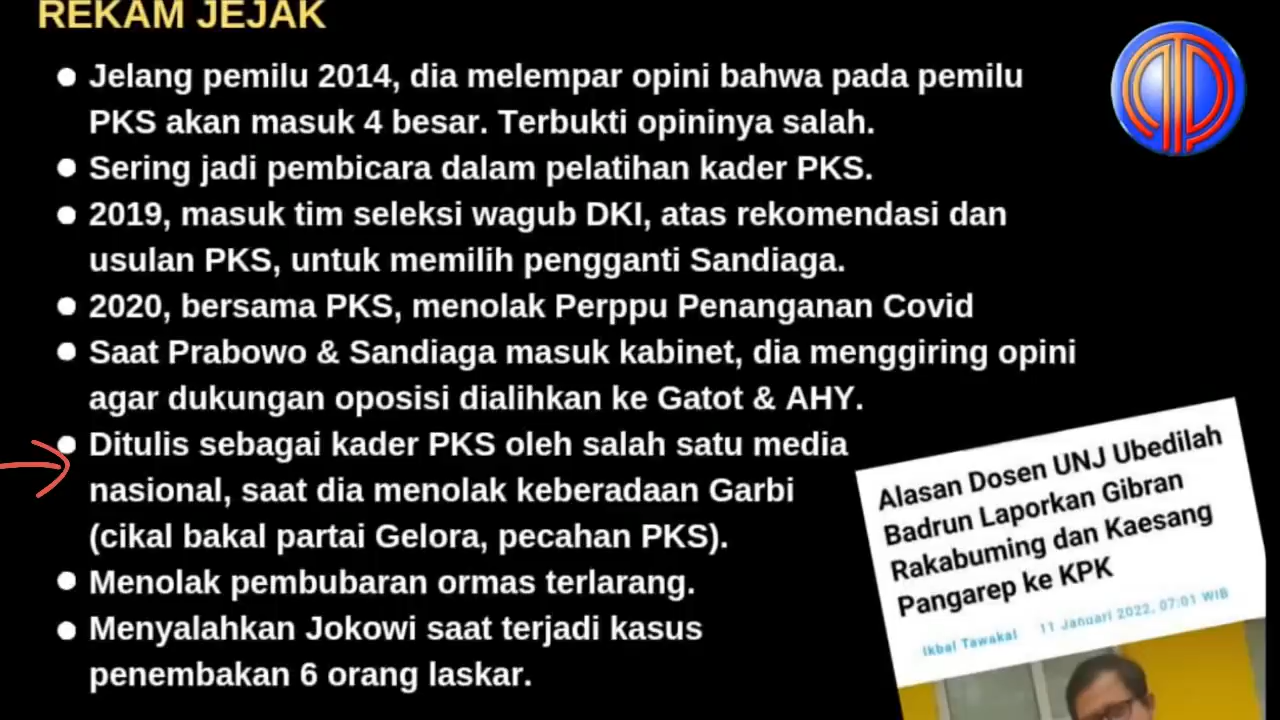 REKAM JEJAK
Jelang pemilu 2014, dia melempar opini bahwa pada pemilu
PKS akan masuk 4 besar. Terbukti opininya salah.
Sering jadi pembicara dalam pelatihan kader PKS.
2019, masuk tim seleksi wagub DKI, atas rekomendasi dan
usulan PKS, untuk memilih pengganti Sandiaga.
2020, bersama PKS, menolak Perppu Penanganan Covid
Saat Prabowo & Sandiaga masuk kabinet, dia menggiring opini
agar dukungan oposisi dialihkan ke Gatot & AHY.
Ditulis sebagai kader PKS oleh salah satu media
nasional, saat dia menolak keberadaan Garbi
(cikal bakal partai Gelora, pecahan PKS).
Menolak pembubaran ormas terlarang.
Menyalahkan Jokowi saat terjadi kasus
penembakan 6 orang laskar.
Alasan Dosen UNJ Ubedilah
Badrun Laporkan Gibran
Rakabuming dan Kaesang
Pangarep ke KPK
Ikbal Tawakal 11 Januari 2022, 07:01 WIB